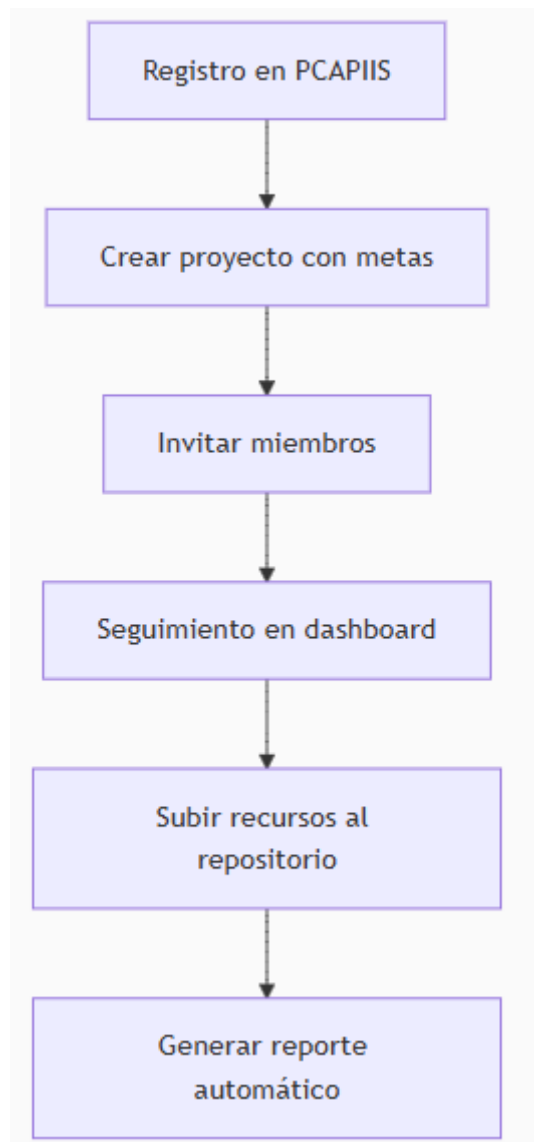 Registro en PCAPIIS
Crear proyecto con metas
Invitar miembros
Seguimiento en dashboard
Subir recursos al
repositorio
Generar reporte
automático